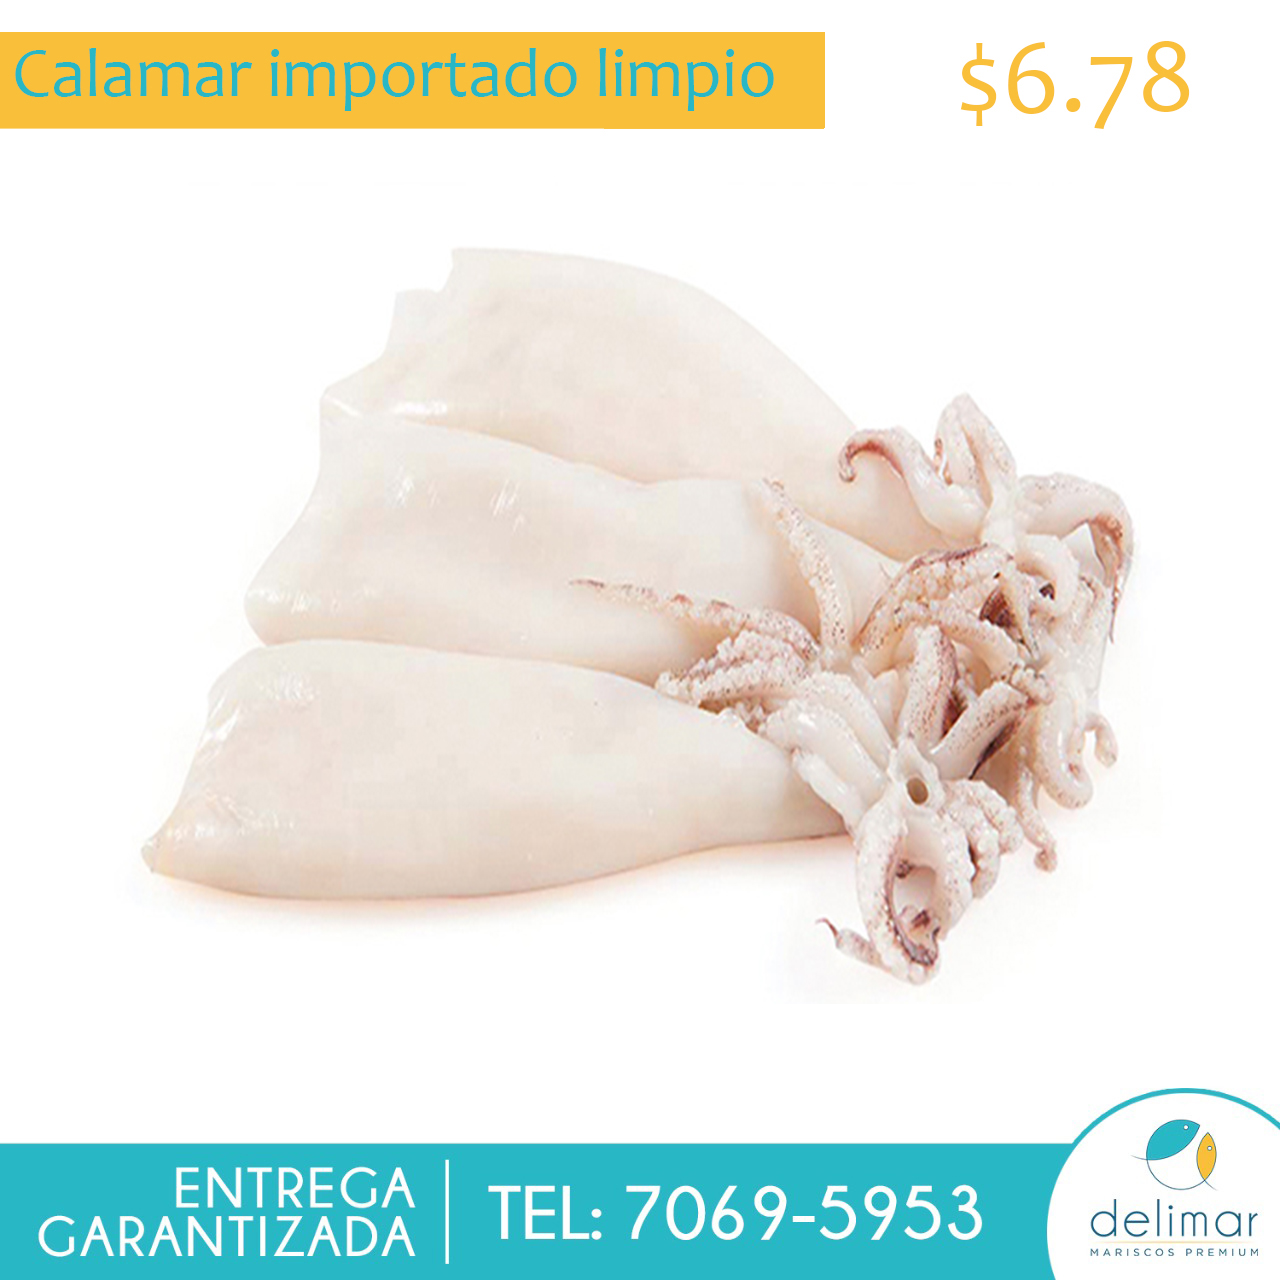 Calamar importado limpio
$6.78
ENTREGA
GARANTIZADA
TEL: 7069-5953
delimar
MARISCOS PREMIUM